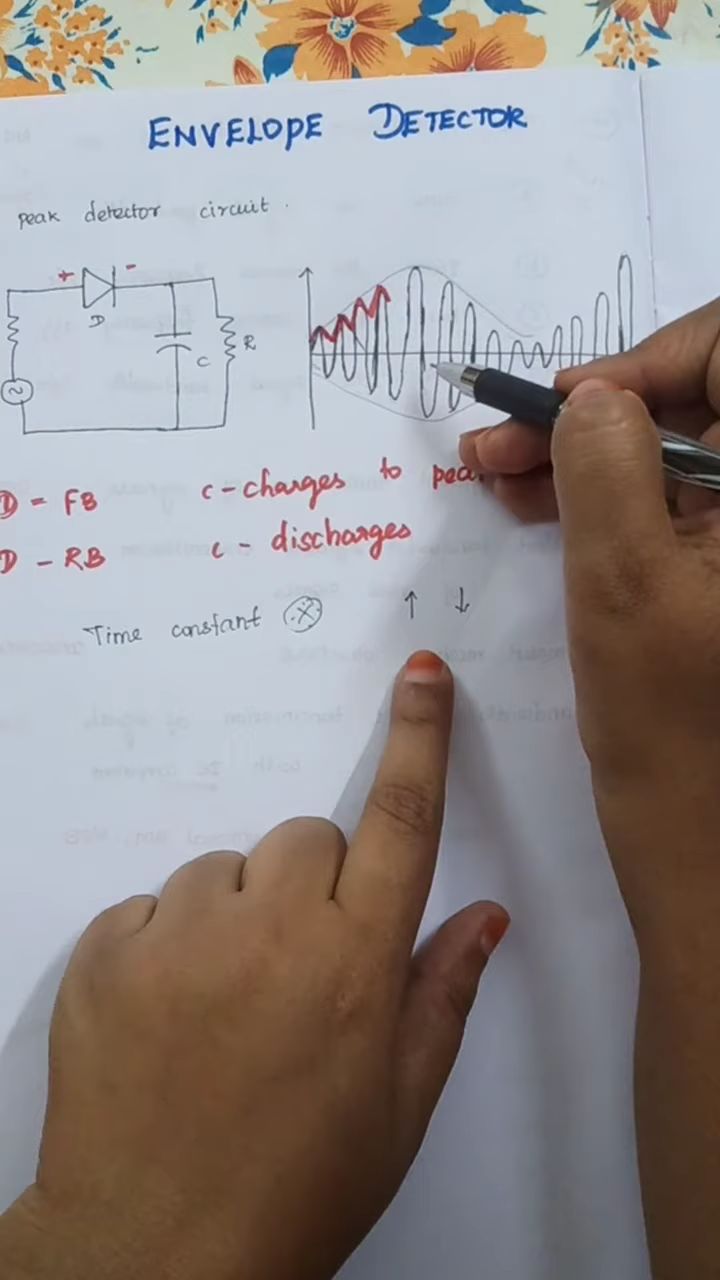 ENVELOPE DETECTOR
peak detector circuit.
+ -
D
C
R
~
D = FB C - charges to pea
D - RB C - discharges
Time constant ↑ ↓